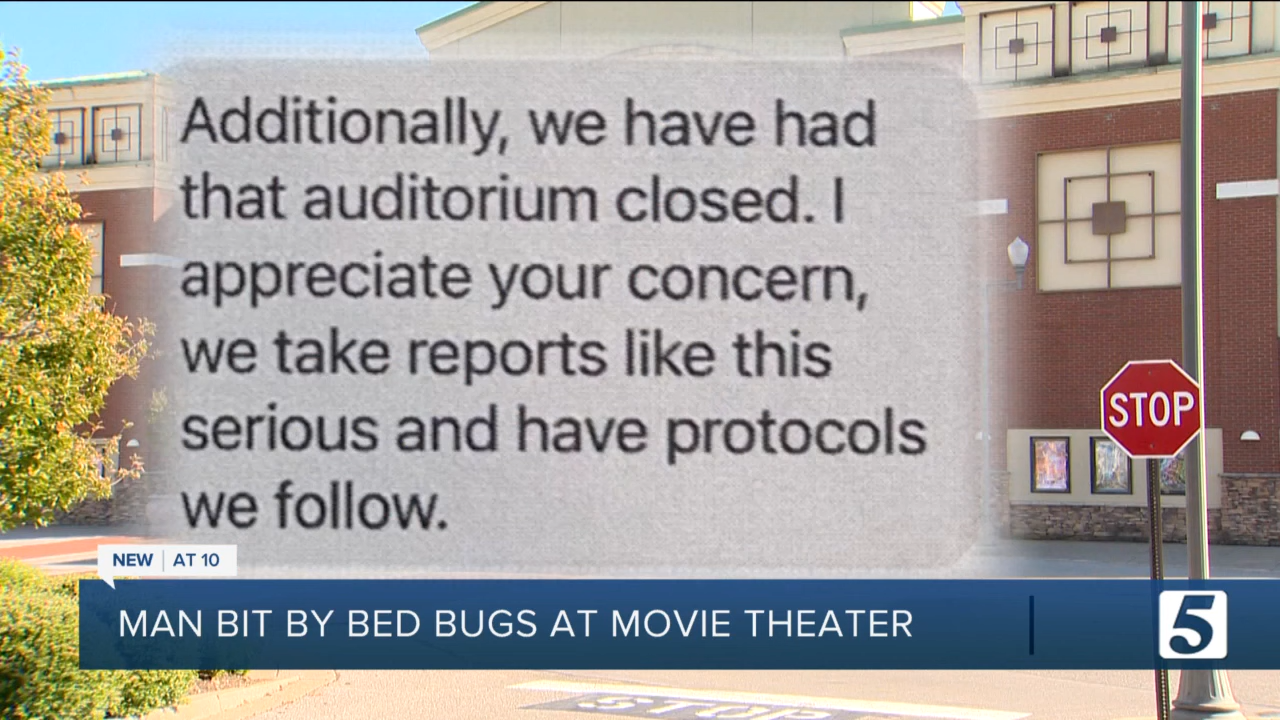 Additionally, we have had
that auditorium closed. I
appreciate your concern,
we take reports like this
serious and have protocols
we follow.
STOP
NEW AT 10
MAN BIT BY BED BUGS AT MOVIE THEATER
5
STOP